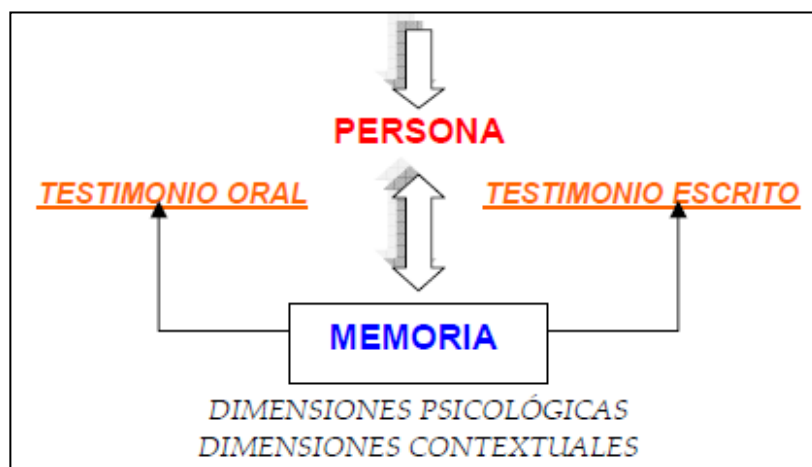 PERSONA
TESTIMONIO ORAL
TESTIMONIO ESCRITO
MEMORIA
DIMENSIONES PSICOLÓGICAS
DIMENSIONES CONTEXTUALES